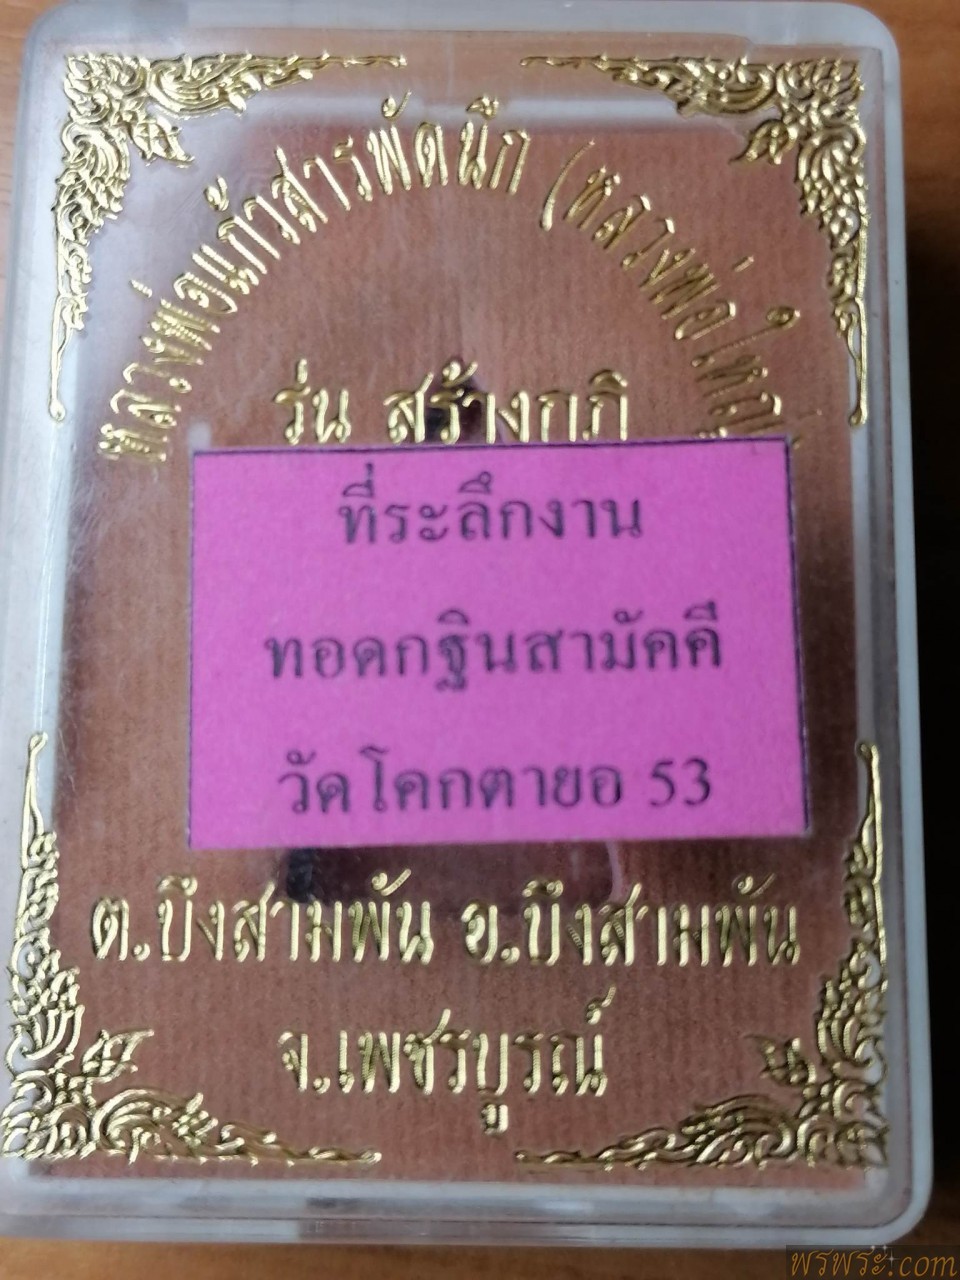 หลวงพ่อแก้วสารพัดนึก (หลวงพ่อใหญ่)
รุ่น สร้างกุฏิ
ที่ระลึกงาน
ทอดกฐินสามัคคี
วัดโคกตายอ 53
ต.บึงสามพัน อ.บึงสามพัน
จ.เพชรบูรณ์
พรพระ.com